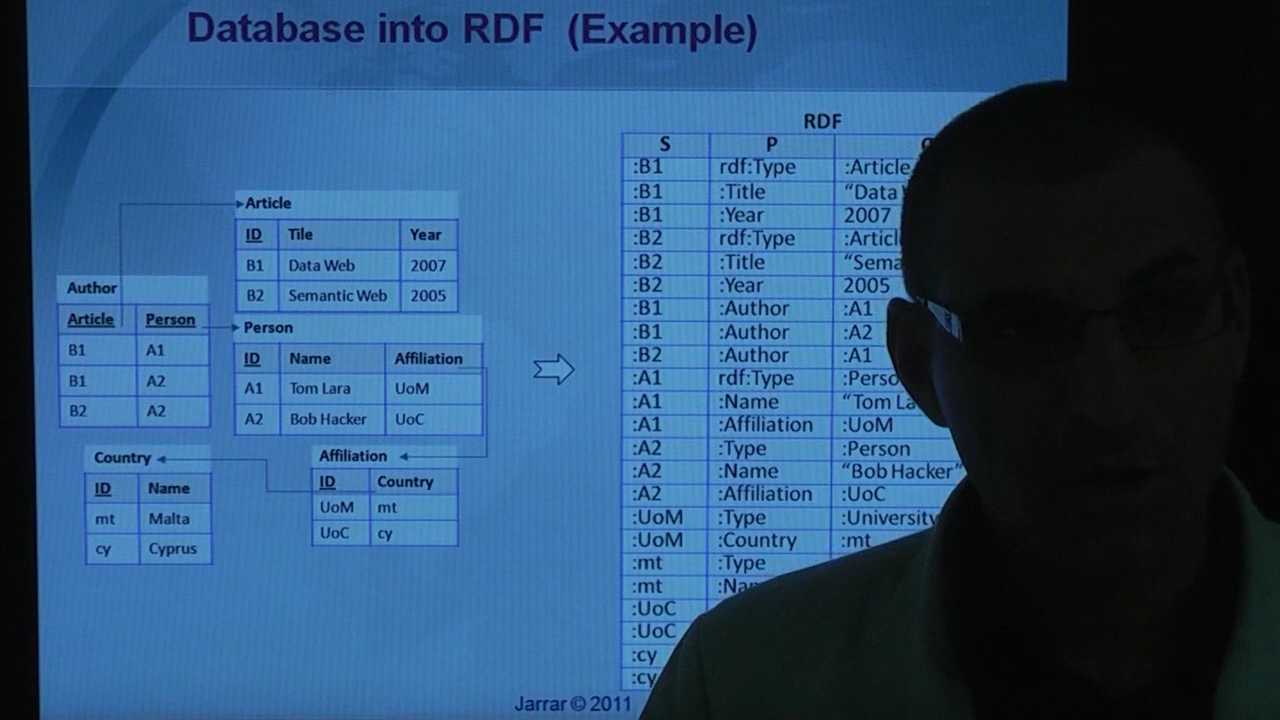 Database into RDF (Example)
Article
ID Tile Year
B1 Data Web 2007
B2 Semantic Web 2005
Author
Article Person
B1 A1
B1 A2
B2 A2
Person
ID Name Affiliation
A1 Tom Lara UoM
A2 Bob Hacker UoC
Country
ID Name
mt Malta
cy Cyprus
Affiliation
ID Country
UoM mt
UoC cy
RDF
S P
:B1 rdf:Type :Article
:B1 :Title “Data
:B1 :Year 2007
:B2 rdf:Type
:B2 :Title
:B2 :Year 2005
:B1 :Author :A1
:B1 :Author :A2
:B2 :Author :A1
:A1 rdf:Type
:A1 :Name “Tom
:A1 :Affiliation :UoM
:A2 :Type :Person
:A2 :Name “Bob Hacker”
:A2 :Affiliation :UoC
:UoM :Type :University
:UoM :Country :mt
:mt :Type
:mt
:UoC
:UoC
:cy
:cy
Jarrar © 2011